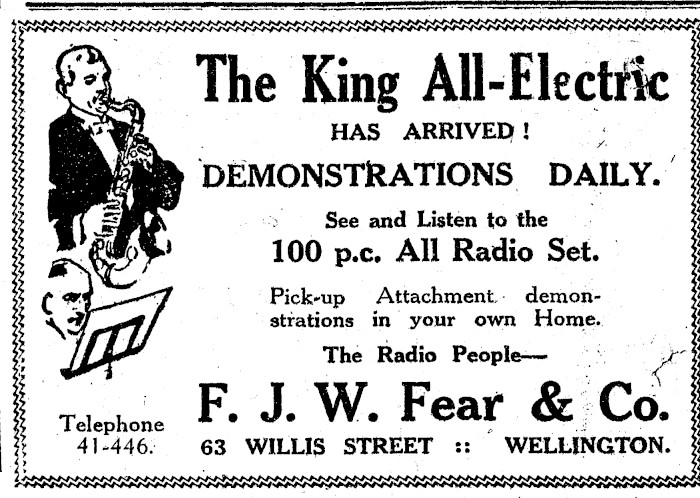 The King All-Electric
HAS ARRIVED!
DEMONSTRATIONS DAILY.
See and Listen to the
100 p.c. All Radio Set.
Pick-up Attachment demon-
strations in your own Home.
The Radio People—
F. J. W. Fear & Co.
Telephone
41-446.
63 WILLIS STREET :: WELLINGTON.